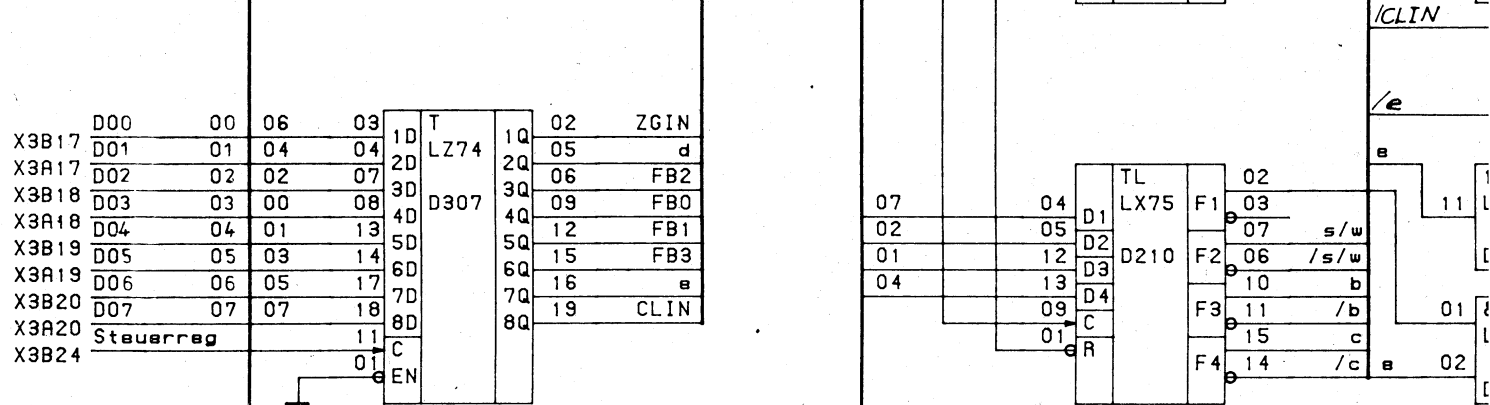 /CLIN
/e
D00 00 06 03 T 02 ZGIN
X3B17 1D LZ74 1Q
D01 01 04 04 05 d
X3A17 2D 2Q
D02 02 02 07 06 FB2
X3B18 3D D307 3Q
D03 03 00 08 09 FB0
X3A18 4D 4Q
D04 04 01 13 12 FB1
X3B19 5D 5Q
D05 05 03 14 15 FB3
X3A19 6D 6Q
D06 06 05 17 16 e
X3B20 7D 7Q
D07 07 07 18 19 CLIN
X3A20 8D 8Q
Steuerreg 11
X3B24 C
01
EN
e
TL 02
07 04 D1 LX75 F1 03 11
02 05 D2 07 s/w
01 12 D3 D210 F2 06 /s/w
04 13 D4 10 b
09 C F3 11 /b 01
01 R 15 c
F4 14 /c e 02